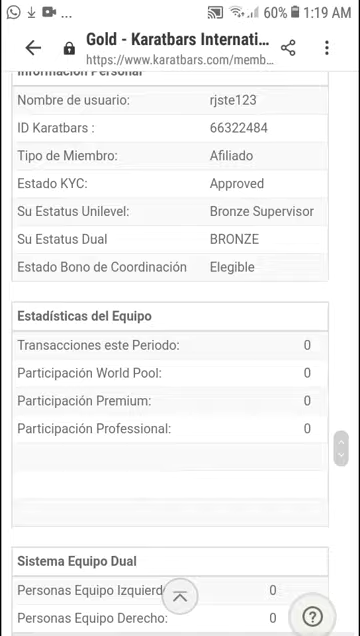 60% 1:19 AM
Gold - Karatbars Internati...
https://www.karatbars.com/memb...
Información Personal
Nombre de usuario: rjste123
ID Karatbars : 66322484
Tipo de Miembro: Afiliado
Estado KYC: Approved
Su Estatus Unilevel: Bronze Supervisor
Su Estatus Dual BRONZE
Estado Bono de Coordinación Elegible
Estadísticas del Equipo
Transacciones este Periodo: 0
Participación World Pool: 0
Participación Premium: 0
Participación Professional: 0
Sistema Equipo Dual
Personas Equipo Izquierd 0
Personas Equipo Derecho: 0